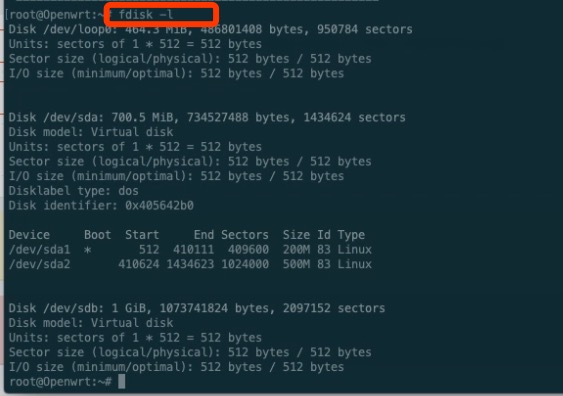 [root@Openwrt:~# fdisk -l
Disk /dev/loop0: 464.3 MiB, 486801408 bytes, 950784 sectors
Units: sectors of 1 * 512 = 512 bytes
Sector size (logical/physical): 512 bytes / 512 bytes
I/O size (minimum/optimal): 512 bytes / 512 bytes
Disk /dev/sda: 700.5 MiB, 734527488 bytes, 1434624 sectors
Disk model: Virtual disk
Units: sectors of 1 * 512 = 512 bytes
Sector size (logical/physical): 512 bytes / 512 bytes
I/O size (minimum/optimal): 512 bytes / 512 bytes
Disklabel type: dos
Disk identifier: 0x405642b0
Device Boot Start End Sectors Size Id Type
/dev/sda1 * 512 410111 409600 200M 83 Linux
/dev/sda2 410624 1434623 1024000 500M 83 Linux
Disk /dev/sdb: 1 GiB, 1073741824 bytes, 2097152 sectors
Disk model: Virtual disk
Units: sectors of 1 * 512 = 512 bytes
Sector size (logical/physical): 512 bytes / 512 bytes
I/O size (minimum/optimal): 512 bytes / 512 bytes
root@Openwrt:~#